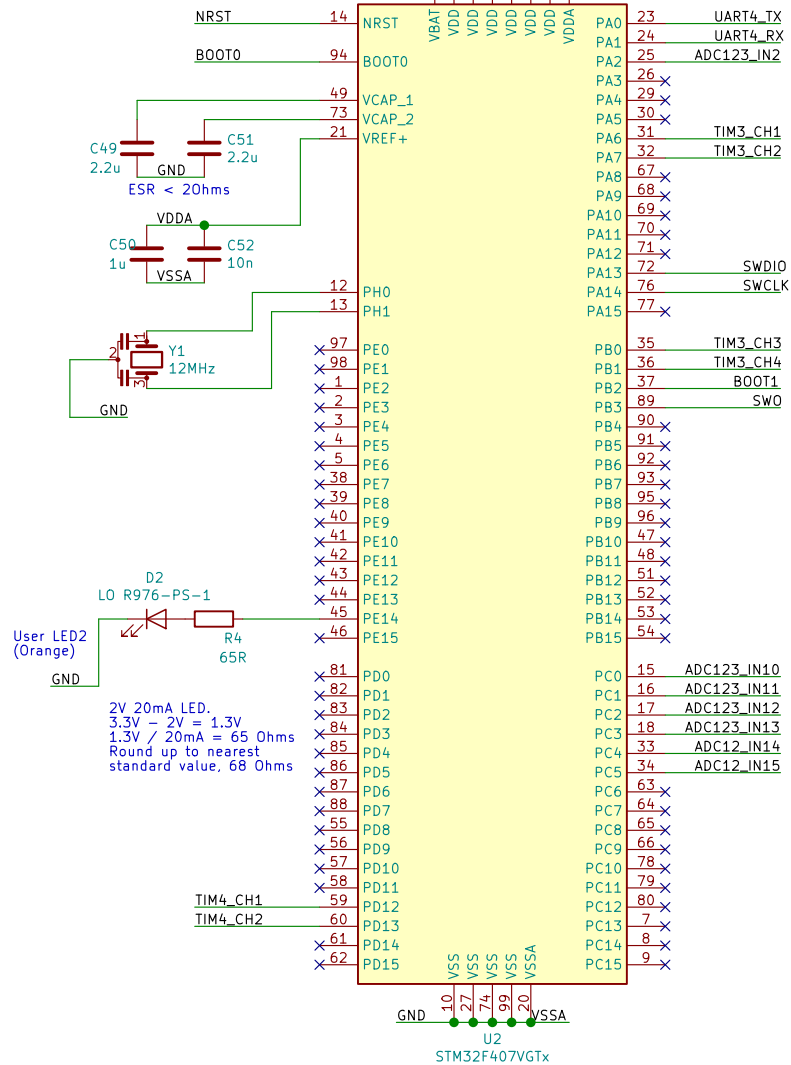 NRST
14
NRST
VBAT
VDD
VDD
VDD
VDD
VDD
VDDA
PA0
23
UART4_TX
PA1
24
UART4_RX
BOOT0
94
BOOT0
PA2
25
ADC123_IN2
PA3
26
49
VCAP_1
PA4
29
73
VCAP_2
PA5
30
21
VREF+
PA6
31
TIM3_CH1
PA7
32
TIM3_CH2
C49
2.2u
C51
2.2u
GND
ESR < 2Ohms
PA8
67
PA9
68
PA10
69
PA11
70
PA12
71
VDDA
C50
1u
C52
10n
VSSA
PA13
72
SWDIO
12
PH0
PA14
76
SWCLK
13
PH1
PA15
77
1
2
3
Y1
12MHz
GND
97
PE0
PB0
35
TIM3_CH3
98
PE1
PB1
36
TIM3_CH4
1
PE2
PB2
37
BOOT1
2
PE3
PB3
89
SWO
3
PE4
PB4
90
4
PE5
PB5
91
5
PE6
PB6
92
38
PE7
PB7
93
39
PE8
PB8
95
40
PE9
PB9
96
41
PE10
PB10
47
42
PE11
PB11
48
43
PE12
PB12
51
44
PE13
PB13
52
45
PE14
PB14
53
46
PE15
PB15
54
D2
LO R976-PS-1
R4
65R
User LED2
(Orange)
GND
2V 20mA LED.
3.3V - 2V = 1.3V
1.3V / 20mA = 65 Ohms
Round up to nearest
standard value, 68 Ohms
81
PD0
PC0
15
ADC123_IN10
82
PD1
PC1
16
ADC123_IN11
83
PD2
PC2
17
ADC123_IN12
84
PD3
PC3
18
ADC123_IN13
85
PD4
PC4
33
ADC12_IN14
86
PD5
PC5
34
ADC12_IN15
87
PD6
PC6
63
88
PD7
PC7
64
55
PD8
PC8
65
56
PD9
PC9
66
57
PD10
PC10
78
58
PD11
PC11
79
TIM4_CH1
59
PD12
PC12
80
TIM4_CH2
60
PD13
PC13
7
61
PD14
PC14
8
62
PD15
PC15
9
VSS
VSS
VSS
VSS
VSSA
10
27
74
99
20
GND
VSSA
U2
STM32F407VGTx